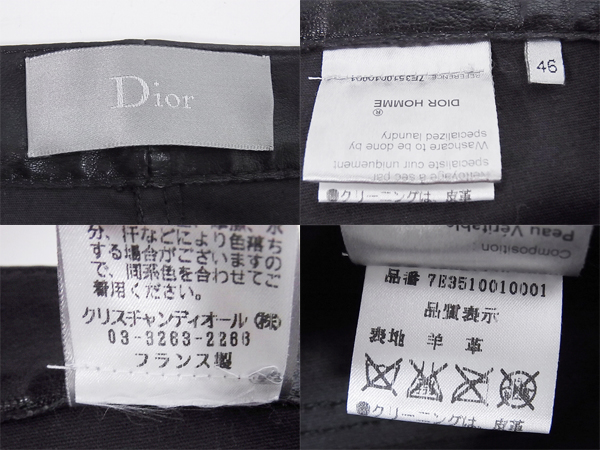 Dior
46
REFERENCE 7E3510010001
DIOR HOMME
®
Washcare to be done by
specialized laundry
Nettoyage à sec par
spécialiste cuir uniquement
クリーニングは、皮革
分、汗などにより色落ち
する場合がございますの
で、同系色を合わせてご
着用ください。
クリスチャンディオール㈱
03-3263-2266
フランス製
Composition :
Peau Véritable
品番 7E3510010001
品質表示
表地 羊革
クリーニングは、皮革